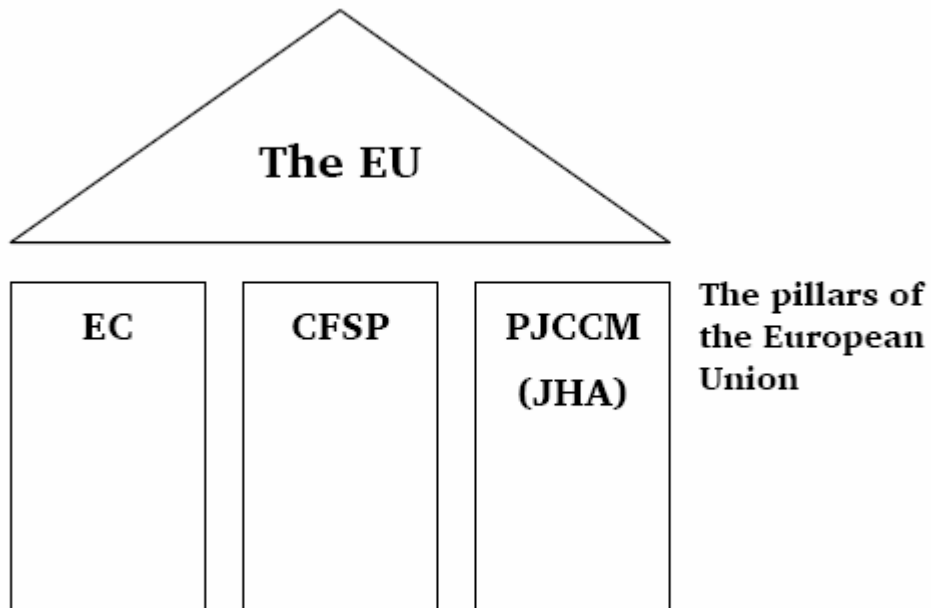 The EU
EC
CFSP
PJCCM
(JHA)
The pillars of
the European
Union